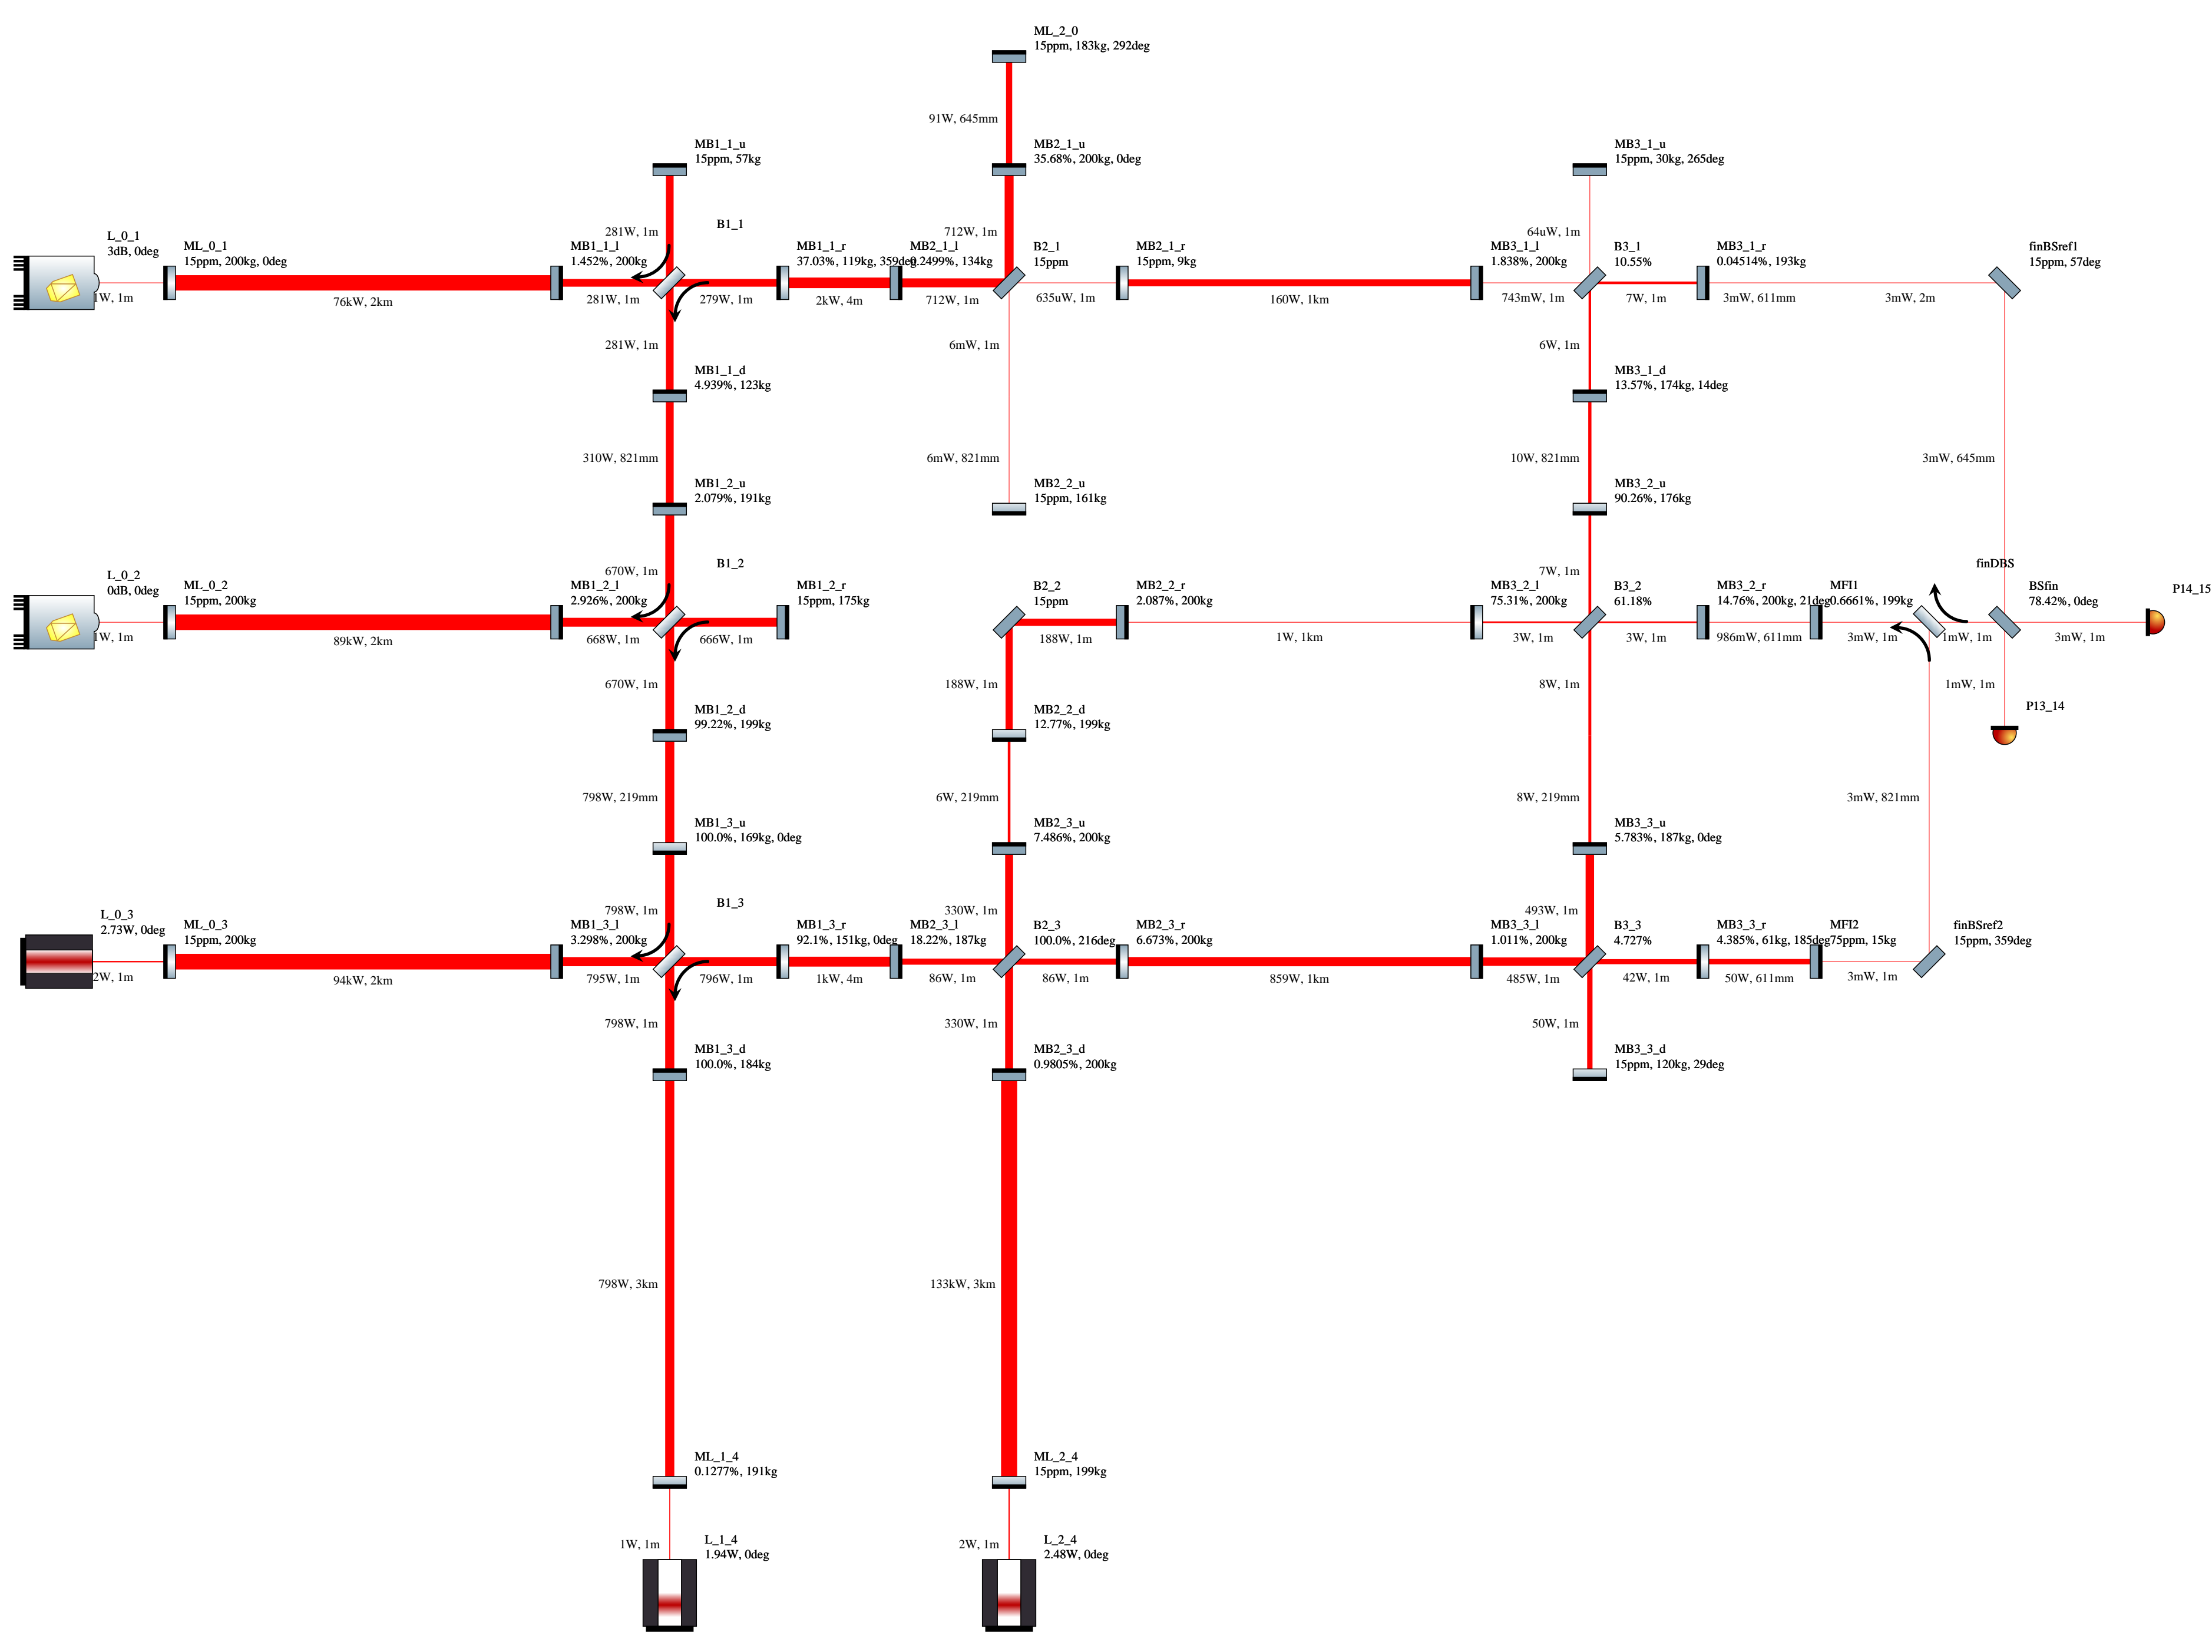 ML_2_0
15ppm, 183kg, 292deg
91W, 645mm
MB1_1_u
15ppm, 57kg
MB2_1_u
35.68%, 200kg, 0deg
MB3_1_u
15ppm, 30kg, 265deg
281W, 1m
B1_1
712W, 1m
64uW, 1m
L_0_1
3dB, 0deg
ML_0_1
15ppm, 200kg, 0deg
MB1_1_l
1.452%, 200kg
MB1_1_r
37.03%, 119kg, 359deg
MB2_1_l
0.2499%, 134kg
B2_1
15ppm
MB2_1_r
15ppm, 9kg
MB3_1_l
1.838%, 200kg
B3_1
10.55%
MB3_1_r
0.04514%, 193kg
finBSref1
15ppm, 57deg
1W, 1m
76kW, 2km
281W, 1m
279W, 1m
2kW, 4m
712W, 1m
635uW, 1m
160W, 1km
743mW, 1m
7W, 1m
3mW, 611mm
3mW, 2m
281W, 1m
6mW, 1m
6W, 1m
MB1_1_d
4.939%, 123kg
MB3_1_d
13.57%, 174kg, 14deg
310W, 821mm
6mW, 821mm
10W, 821mm
3mW, 645mm
MB1_2_u
2.079%, 191kg
MB2_2_u
15ppm, 161kg
MB3_2_u
90.26%, 176kg
670W, 1m
B1_2
7W, 1m
finDBS
L_0_2
0dB, 0deg
ML_0_2
15ppm, 200kg
MB1_2_l
2.926%, 200kg
MB1_2_r
15ppm, 175kg
B2_2
15ppm
MB2_2_r
2.087%, 200kg
MB3_2_l
75.31%, 200kg
B3_2
61.18%
MB3_2_r
14.76%, 200kg, 21deg
MFI1
0.6661%, 199kg
BSfin
78.42%, 0deg
P14_15
1W, 1m
89kW, 2km
668W, 1m
666W, 1m
188W, 1m
1W, 1km
3W, 1m
3W, 1m
986mW, 611mm
3mW, 1m
1mW, 1m
3mW, 1m
670W, 1m
188W, 1m
8W, 1m
1mW, 1m
MB1_2_d
99.22%, 199kg
MB2_2_d
12.77%, 199kg
P13_14
798W, 219mm
6W, 219mm
8W, 219mm
3mW, 821mm
MB1_3_u
100.0%, 169kg, 0deg
MB2_3_u
7.486%, 200kg
MB3_3_u
5.783%, 187kg, 0deg
798W, 1m
B1_3
330W, 1m
493W, 1m
L_0_3
2.73W, 0deg
ML_0_3
15ppm, 200kg
MB1_3_l
3.298%, 200kg
MB1_3_r
92.1%, 151kg, 0deg
MB2_3_l
18.22%, 187kg
B2_3
100.0%, 216deg
MB2_3_r
6.673%, 200kg
MB3_3_l
1.011%, 200kg
B3_3
4.727%
MB3_3_r
4.385%, 61kg, 185deg
MFI2
75ppm, 15kg
finBSref2
15ppm, 359deg
2W, 1m
94kW, 2km
795W, 1m
796W, 1m
1kW, 4m
86W, 1m
86W, 1m
859W, 1km
485W, 1m
42W, 1m
50W, 611mm
3mW, 1m
798W, 1m
330W, 1m
50W, 1m
MB1_3_d
100.0%, 184kg
MB2_3_d
0.9805%, 200kg
MB3_3_d
15ppm, 120kg, 29deg
798W, 3km
133kW, 3km
ML_1_4
0.1277%, 191kg
ML_2_4
15ppm, 199kg
1W, 1m
L_1_4
1.94W, 0deg
2W, 1m
L_2_4
2.48W, 0deg